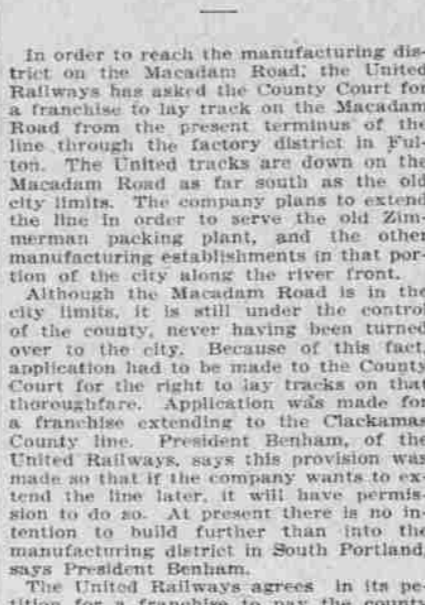 In order to reach the manufacturing dis-
trict on the Macadam Road, the United
Railways has asked the County Court for
a franchise to lay track on the Macadam
Road from the present terminus of the
line through the factory district in Ful-
ton. The United tracks are down on the
Macadam Road as far south as the old
city limits. The company plans to extend
the line in order to serve the old Zim-
merman packing plant, and the other
manufacturing establishments in that por-
tion of the city along the river front.
Although the Macadam Road is in the
city limits, it is still under the control
of the county, never having been turned
over to the city. Because of this fact,
application had to be made to the County
Court for the right to lay tracks on that
thoroughfare. Application was made for
a franchise extending to the Clackamas
County line. President Benham, of the
United Railways, says this provision was
made so that if the company wants to ex-
tend the line later, it will have permis-
sion to do so. At present there is no in-
tention to build further than into the
manufacturing district in South Portland,
says President Benham.
The United Railways agrees in its pe-
tition for a franchise to pay the county